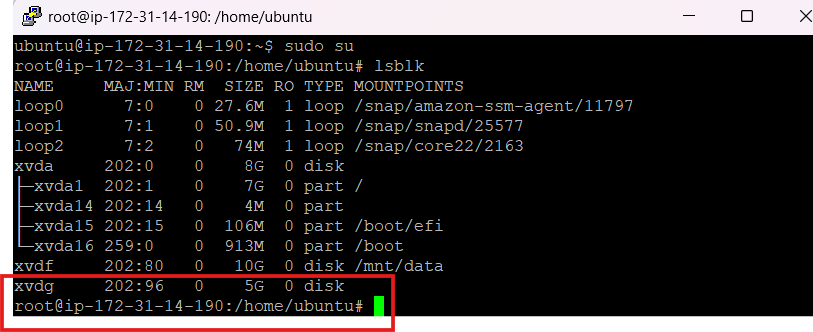 root@ip-172-31-14-190: /home/ubuntu
ubuntu@ip-172-31-14-190:~$ sudo su
root@ip-172-31-14-190:/home/ubuntu# lsblk
NAME     MAJ:MIN RM  SIZE RO TYPE MOUNTPOINTS
loop0      7:0    0 27.6M  1 loop /snap/amazon-ssm-agent/11797
loop1      7:1    0 50.9M  1 loop /snap/snapd/25577
loop2      7:2    0   74M  1 loop /snap/core22/2163
xvda     202:0    0    8G  0 disk
├─xvda1  202:1    0    7G  0 part /
├─xvda14 202:14   0    4M  0 part
├─xvda15 202:15   0  106M  0 part /boot/efi
└─xvda16 259:0    0  913M  0 part /boot
xvdf     202:80   0   10G  0 disk /mnt/data
xvdg     202:96   0    5G  0 disk
root@ip-172-31-14-190:/home/ubuntu#